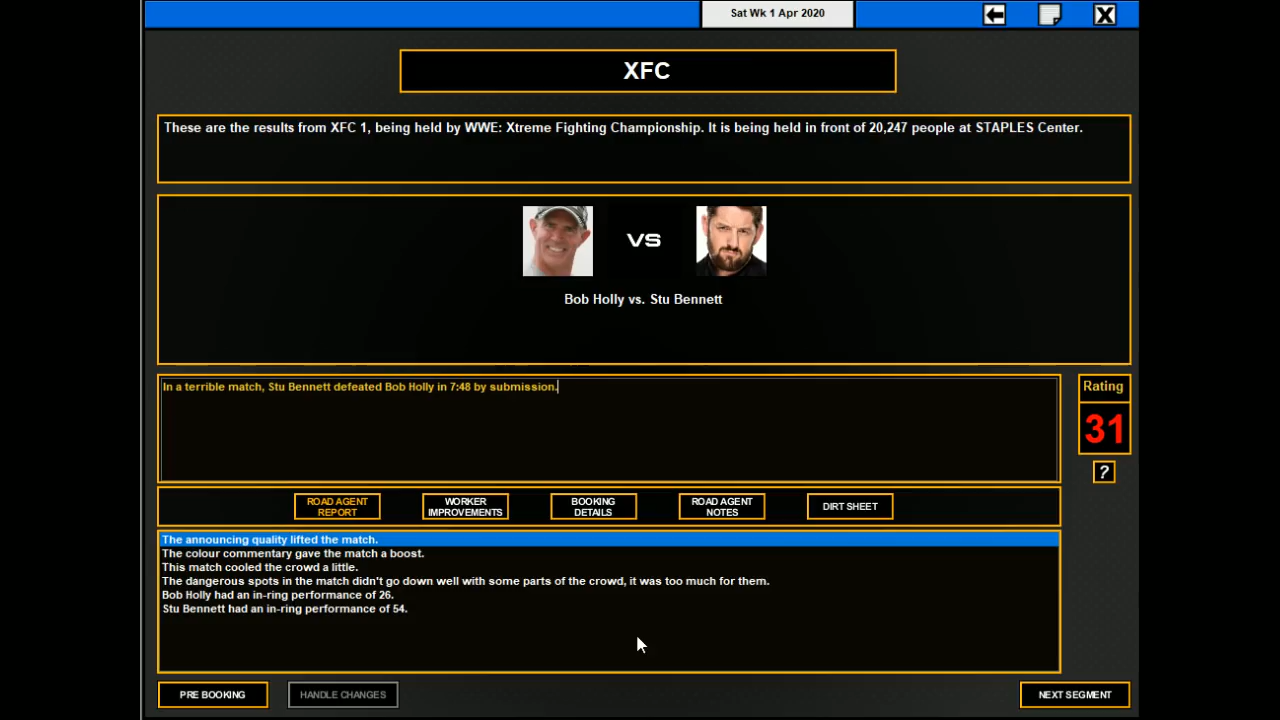 Sat Wk 1 Apr 2020
XFC
These are the results from XFC 1, being held by WWE: Xtreme Fighting Championship. It is being held in front of 20,247 people at STAPLES Center.
VS
Bob Holly vs. Stu Bennett
In a terrible match, Stu Bennett defeated Bob Holly in 7:48 by submission.
Rating
31
?
ROAD AGENT
REPORT
WORKER
IMPROVEMENTS
BOOKING
DETAILS
ROAD AGENT
NOTES
DIRT SHEET
The announcing quality lifted the match.
The colour commentary gave the match a boost.
This match cooled the crowd a little.
The dangerous spots in the match didn't go down well with some parts of the crowd, it was too much for them.
Bob Holly had an in-ring performance of 26.
Stu Bennett had an in-ring performance of 54.
PRE BOOKING
HANDLE CHANGES
NEXT SEGMENT